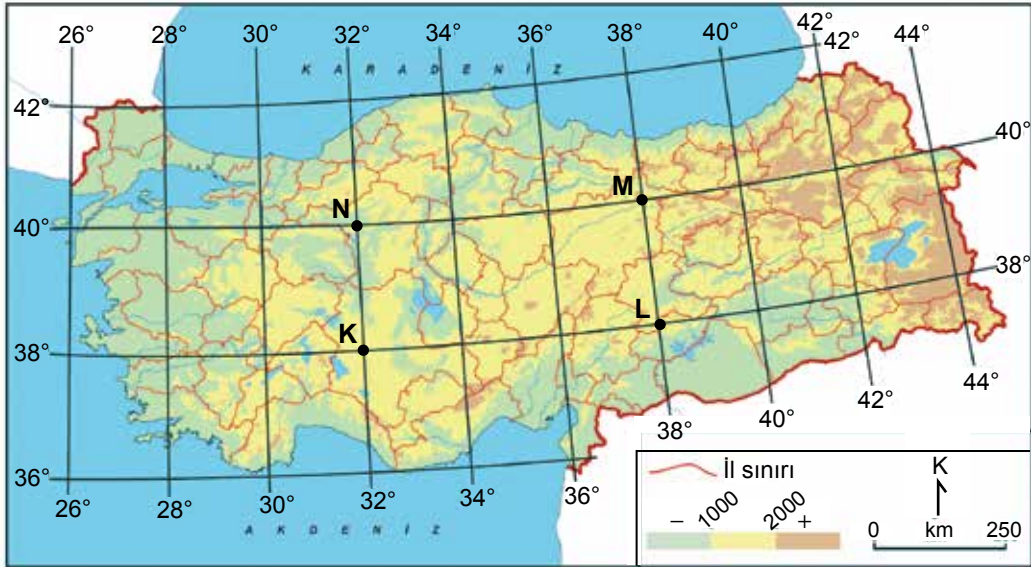 26° 28° 30° 32° 34° 36° 38° 40° 42° 44°
K A R A D E N İ Z
42°
42°
40°
M
N
40°
38°
L
K
38°
36°
26° 28° 30° 32° 34° 36° 38° 40° 42° 44°
A K D E N İ Z
İl sınırı
K
– 1000 2000 +
0 km 250